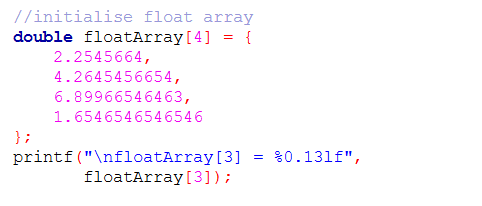 //initialise float array
double floatArray[4] = {
    2.2545664,
    4.2645456654,
    6.89966546463,
    1.6546546546546
};
printf("\nfloatArray[3] = %0.13lf",
       floatArray[3]);